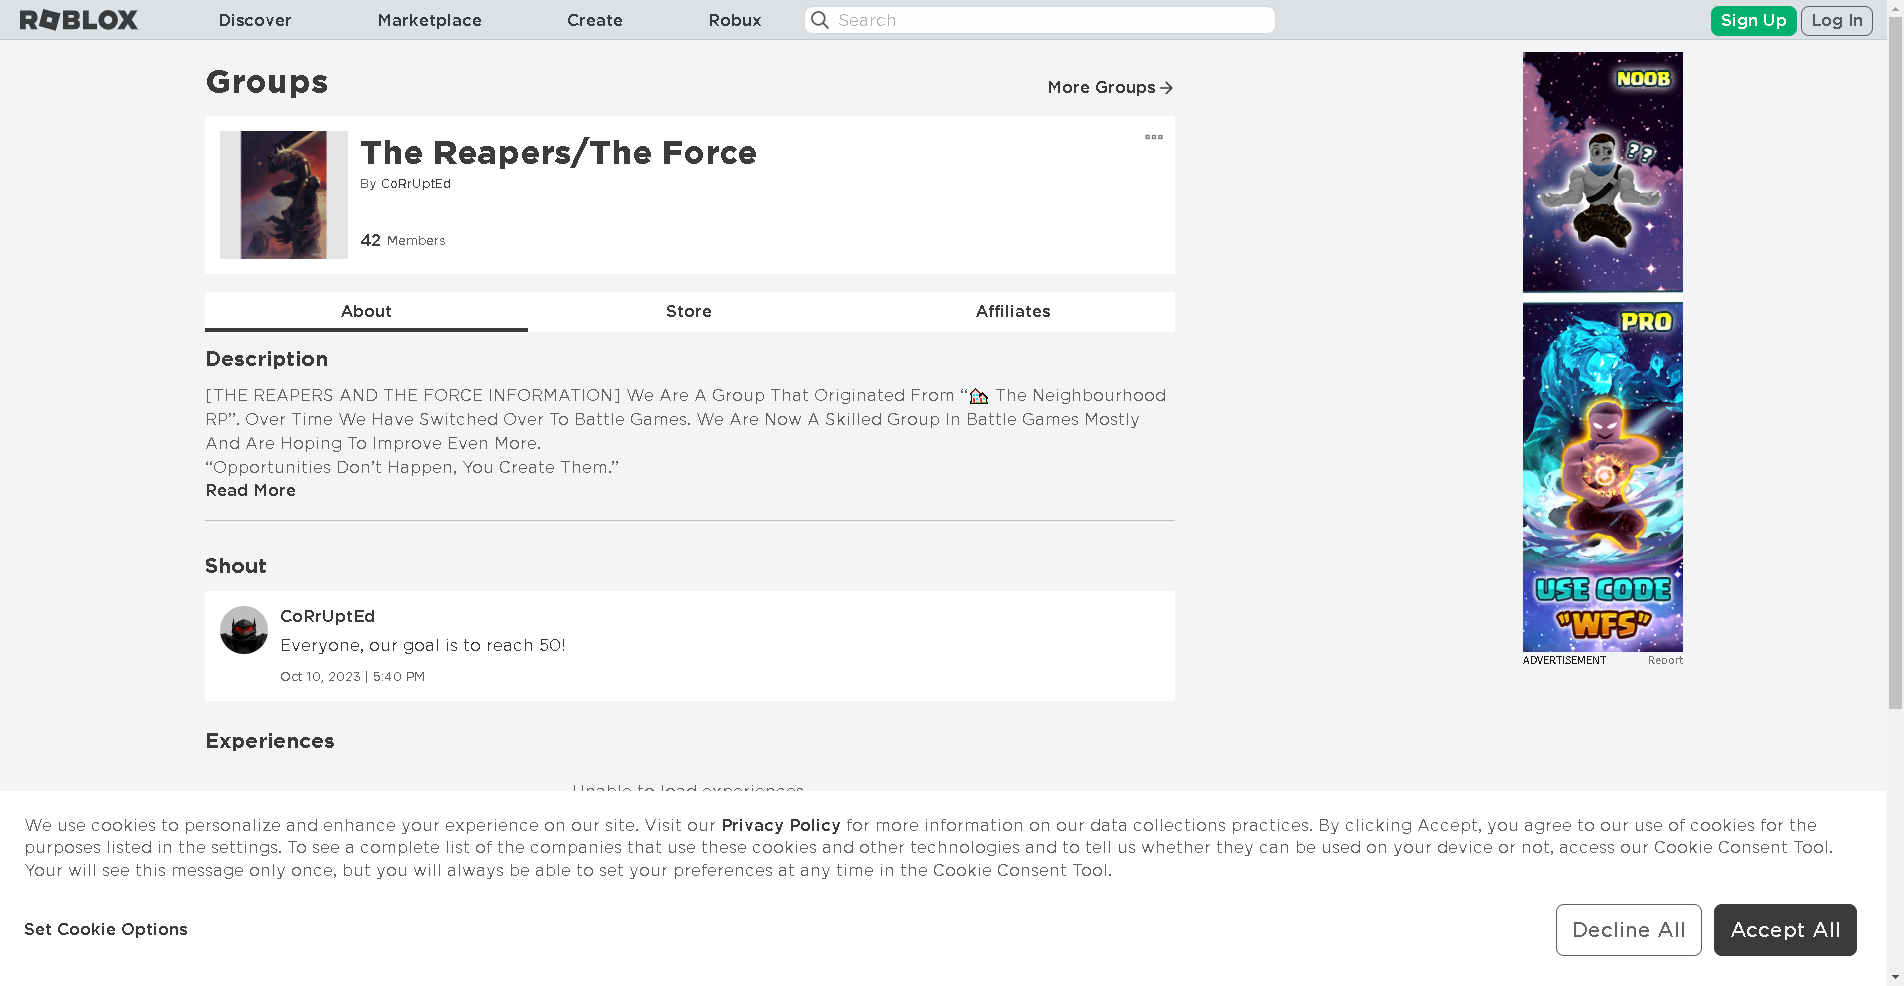 ROBLOX
Discover
Marketplace
Create
Robux
Search
Sign Up
Log In
Groups
More Groups
The Reapers/The Force
By CoRrUptEd
42 Members
About
Store
Affiliates
Description
[THE REAPERS AND THE FORCE INFORMATION] We Are A Group That Originated From “🏠 The Neighbourhood
RP”. Over Time We Have Switched Over To Battle Games. We Are Now A Skilled Group In Battle Games Mostly
And Are Hoping To Improve Even More.
“Opportunities Don’t Happen, You Create Them.”
Read More
Shout
CoRrUptEd
Everyone, our goal is to reach 50!
Oct 10, 2023 | 5:40 PM
Experiences
Unable to load experiences
NOOB
??
PRO
USE CODE
"WFS"
ADVERTISEMENT
Report
We use cookies to personalize and enhance your experience on our site. Visit our Privacy Policy for more information on our data collections practices. By clicking Accept, you agree to our use of cookies for the
purposes listed in the settings. To see a complete list of the companies that use these cookies and other technologies and to tell us whether they can be used on your device or not, access our Cookie Consent Tool.
Your will see this message only once, but you will always be able to set your preferences at any time in the Cookie Consent Tool.
Set Cookie Options
Decline All
Accept All